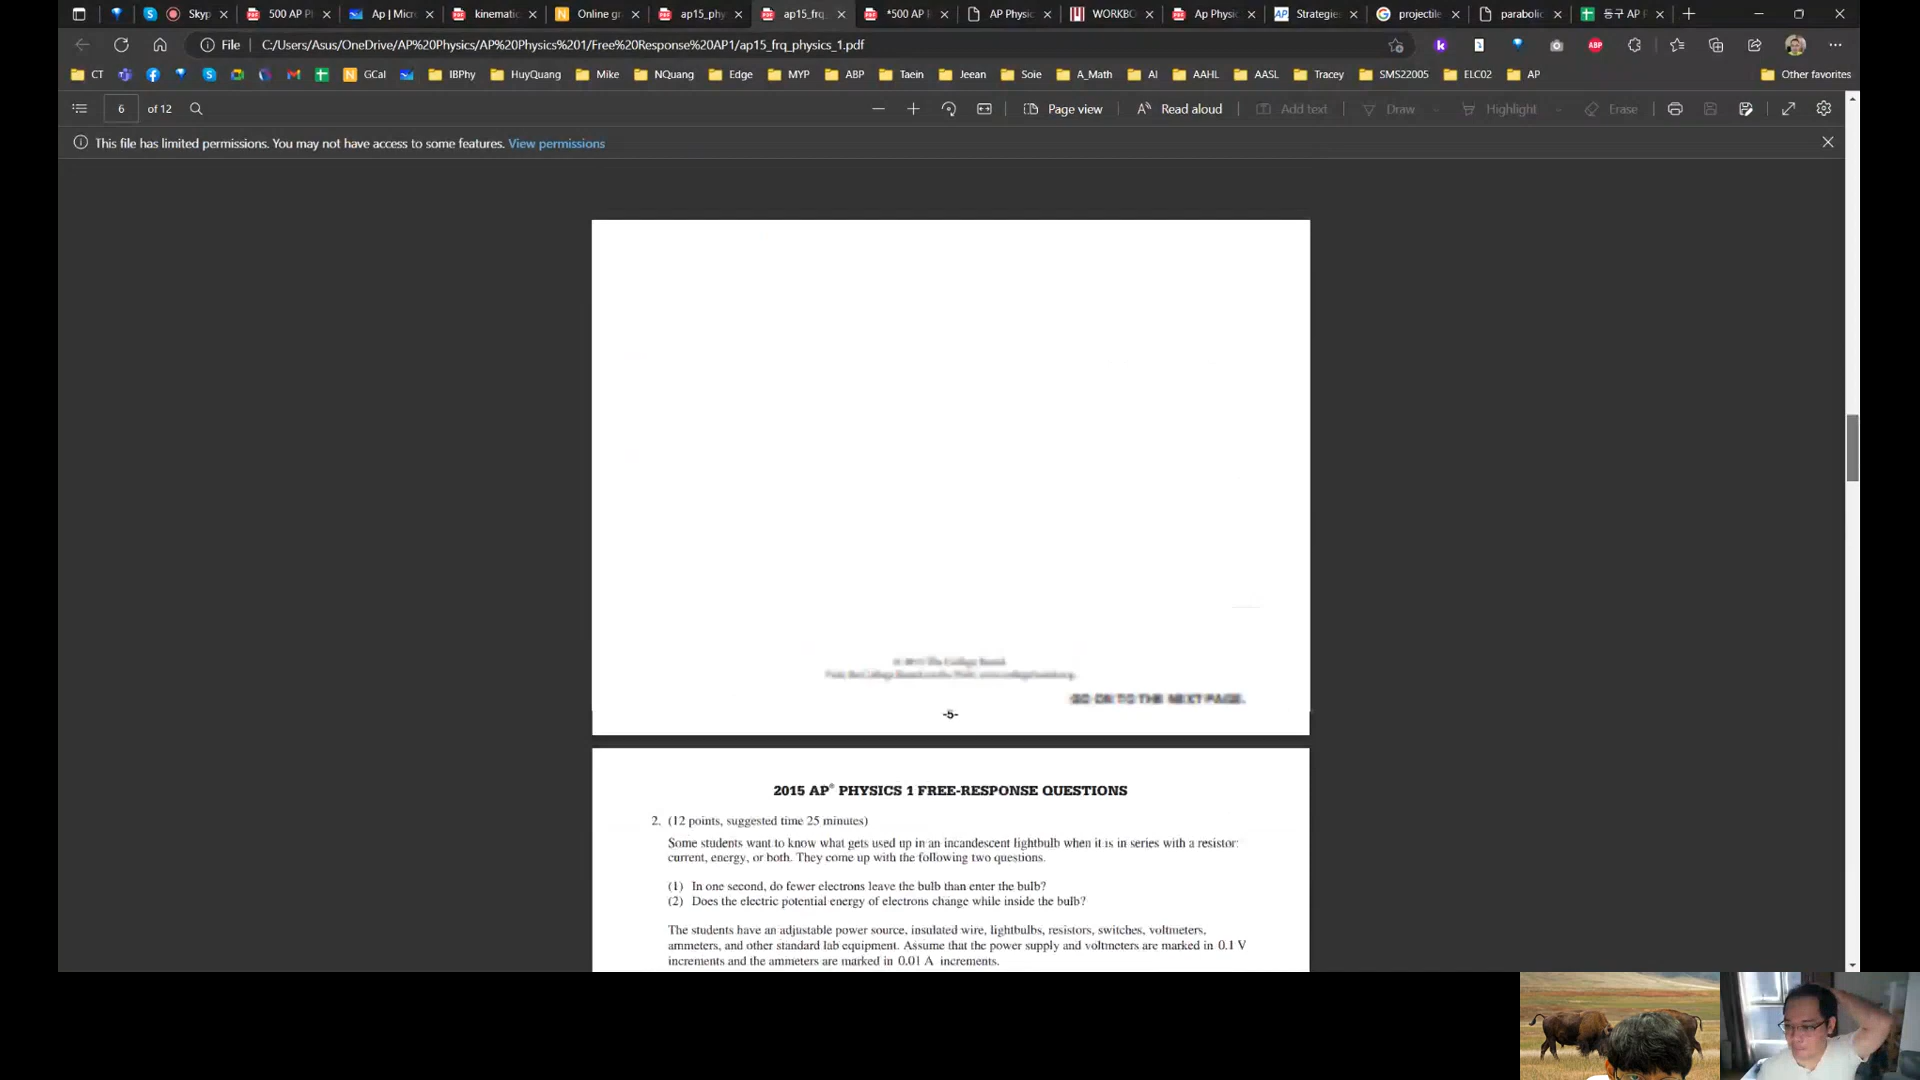 Skyp
500 AP P
Ap | Micr
kinematic
Online gr
ap15_phy
ap15_frq_
*500 AP
AP Physic
WORKBO
Ap Physi
Strategie
projectile
parabolic
동구 AP F
File C:/Users/Asus/OneDrive/AP%20Physics/AP%20Physics%201/Free%20Response%20AP1/ap15_frq_physics_1.pdf
CT GCal IBPhy HuyQuang Mike NQuang Edge MYP ABP Taein Jeean Soie A_Math AI AAHL AASL Tracey SMS22005 ELC02 AP Other favorites
6 of 12 Page view Read aloud Add text Draw Highlight Erase
This file has limited permissions. You may not have access to some features. View permissions
GO ON TO THE NEXT PAGE.
-5-
2015 AP® PHYSICS 1 FREE-RESPONSE QUESTIONS
2. (12 points, suggested time 25 minutes)
Some students want to know what gets used up in an incandescent lightbulb when it is in series with a resistor:
current, energy, or both. They come up with the following two questions.
(1) In one second, do fewer electrons leave the bulb than enter the bulb?
(2) Does the electric potential energy of electrons change while inside the bulb?
The students have an adjustable power source, insulated wire, lightbulbs, resistors, switches, voltmeters,
ammeters, and other standard lab equipment. Assume that the power supply and voltmeters are marked in 0.1 V
increments and the ammeters are marked in 0.01 A increments.